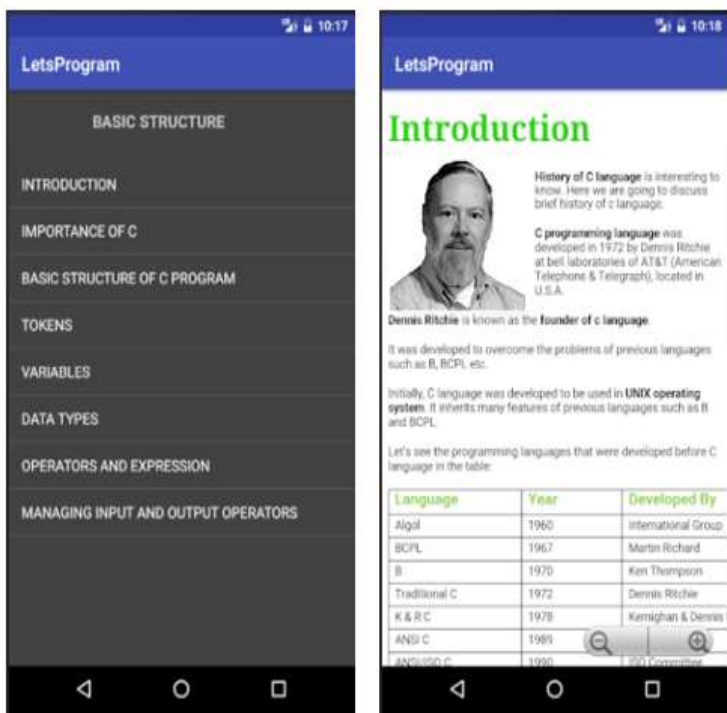 10:17
LetsProgram
BASIC STRUCTURE
INTRODUCTION
IMPORTANCE OF C
BASIC STRUCTURE OF C PROGRAM
TOKENS
VARIABLES
DATA TYPES
OPERATORS AND EXPRESSION
MANAGING INPUT AND OUTPUT OPERATORS
10:18
LetsProgram
Introduction
History of C language is interesting to
know. Here we are going to discuss
brief history of c language.
C programming language was
developed in 1972 by Dennis Ritchie
at bell laboratories of AT&T (American
Telephone & Telegraph), located in
U.S.A.
Dennis Ritchie is known as the founder of c language.
It was developed to overcome the problems of previous languages
such as B, BCPL etc.
Initially, C language was developed to be used in UNIX operating
system. It inherits many features of previous languages such as B
and BCPL.
Let's see the programming languages that were developed before C
language in the table:
Language Year Developed By
Algol 1960 International Group
BCPL 1967 Martin Richard
B 1970 Ken Thompson
Traditional C 1972 Dennis Ritchie
K & R C 1978 Kernighan & Dennis
ANSI C 1989
ANSI/ISO C 1990 ISO Committee